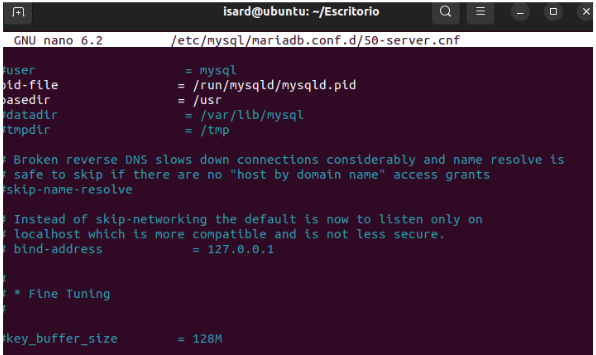 isard@ubuntu: ~/Escritorio
GNU nano 6.2 /etc/mysql/mariadb.conf.d/50-server.cnf
#user = mysql
pid-file = /run/mysqld/mysqld.pid
basedir = /usr
#datadir = /var/lib/mysql
#tmpdir = /tmp
# Broken reverse DNS slows down connections considerably and name resolve is
# safe to skip if there are no "host by domain name" access grants
#skip-name-resolve
# Instead of skip-networking the default is now to listen only on
# localhost which is more compatible and is not less secure.
# bind-address = 127.0.0.1
#
# * Fine Tuning
#
#key_buffer_size = 128M